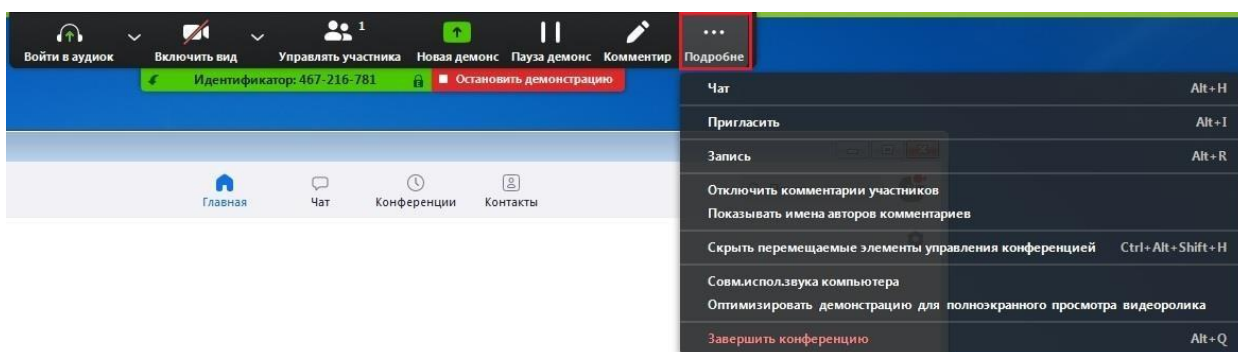 1
Войти в аудиок Включить вид Управлять участника Новая демонс Пауза демонс Комментир Подробне
Идентификатор: 467-216-781 Остановить демонстрацию
Чат Alt+H
Пригласить Alt+I
Запись Alt+R
Отключить комментарии участников
Показывать имена авторов комментариев
Главная Чат Конференции Контакты
Скрыть перемещаемые элементы управления конференцией Ctrl+Alt+Shift+H
Совм.испол.звука компьютера
Оптимизировать демонстрацию для полноэкранного просмотра видеоролика
Завершить конференцию Alt+Q